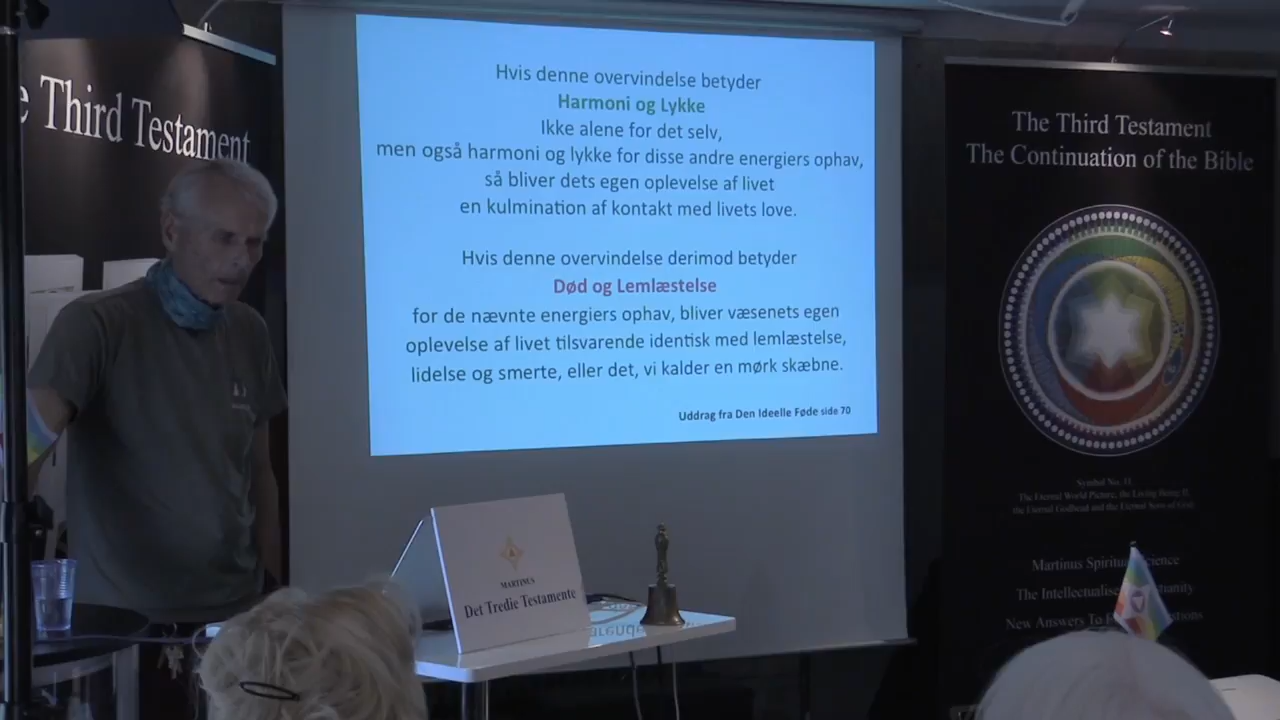 e Third Testament
Hvis denne overvindelse betyder
Harmoni og Lykke
Ikke alene for det selv,
men også harmoni og lykke for disse andre energiers ophav,
så bliver dets egen oplevelse af livet
en kulmination af kontakt med livets love.
Hvis denne overvindelse derimod betyder
Død og Lemlæstelse
for de nævnte energiers ophav, bliver væsenets egen
oplevelse af livet tilsvarende identisk med lemlæstelse,
lidelse og smerte, eller det, vi kalder en mørk skæbne.
Uddrag fra Den Ideelle Føde side 70
The Third Testament
The Continuation of the Bible
Symbol No. 11
The Eternal World Picture, the Living Being II,
the Eternal Godhead and the Eternal Sons of God
Martinus Spiritual Science
The Intellectualise
New Answers To
MARTINUS
Det Tredie Testamente